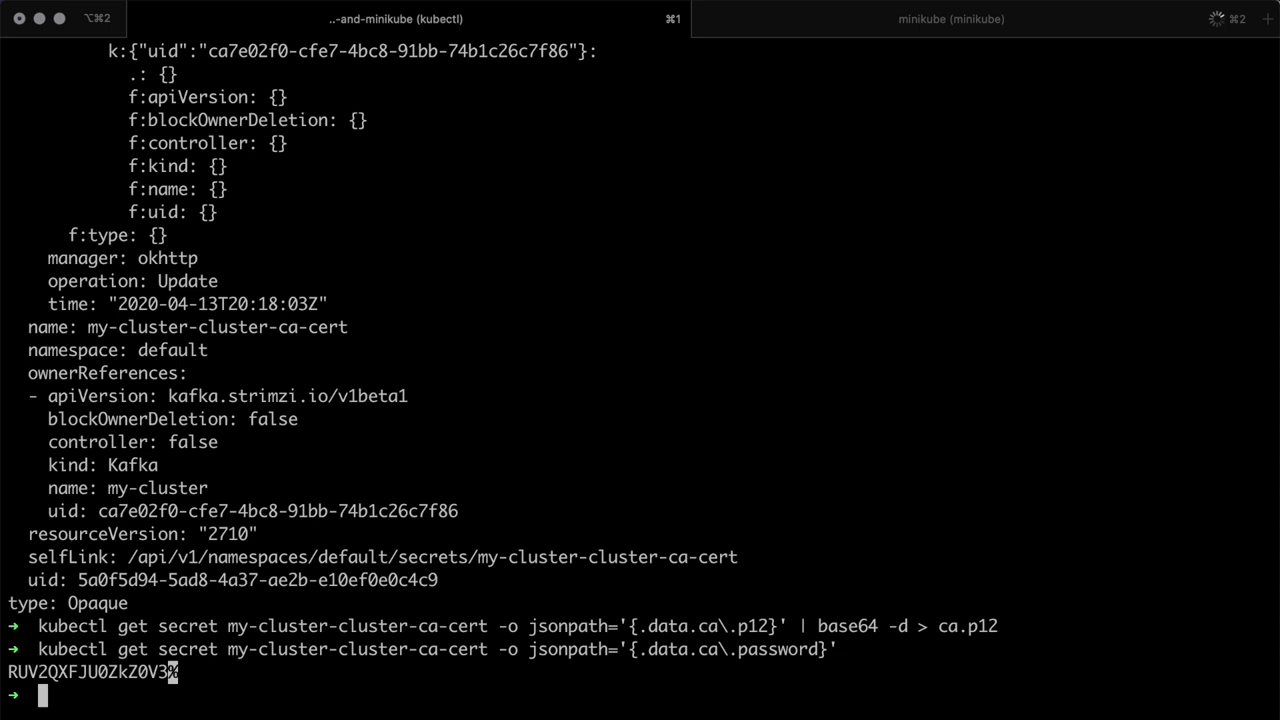 ⌥⌘2
..-and-minikube (kubectl)
⌘1
minikube (minikube)
⌘2
+
k:{"uid":"ca7e02f0-cfe7-4bc8-91bb-74b1c26c7f86"}:
.: {}
f:apiVersion: {}
f:blockOwnerDeletion: {}
f:controller: {}
f:kind: {}
f:name: {}
f:uid: {}
f:type: {}
manager: okhttp
operation: Update
time: "2020-04-13T20:18:03Z"
name: my-cluster-cluster-ca-cert
namespace: default
ownerReferences:
- apiVersion: kafka.strimzi.io/v1beta1
blockOwnerDeletion: false
controller: false
kind: Kafka
name: my-cluster
uid: ca7e02f0-cfe7-4bc8-91bb-74b1c26c7f86
resourceVersion: "2710"
selfLink: /api/v1/namespaces/default/secrets/my-cluster-cluster-ca-cert
uid: 5a0f5d94-5ad8-4a37-ae2b-e10ef0e0c4c9
type: Opaque
→ kubectl get secret my-cluster-cluster-ca-cert -o jsonpath='{.data.ca\.p12}' | base64 -d > ca.p12
→ kubectl get secret my-cluster-cluster-ca-cert -o jsonpath='{.data.ca\.password}'
RUV2QXFJU0ZkZ0V3%
→